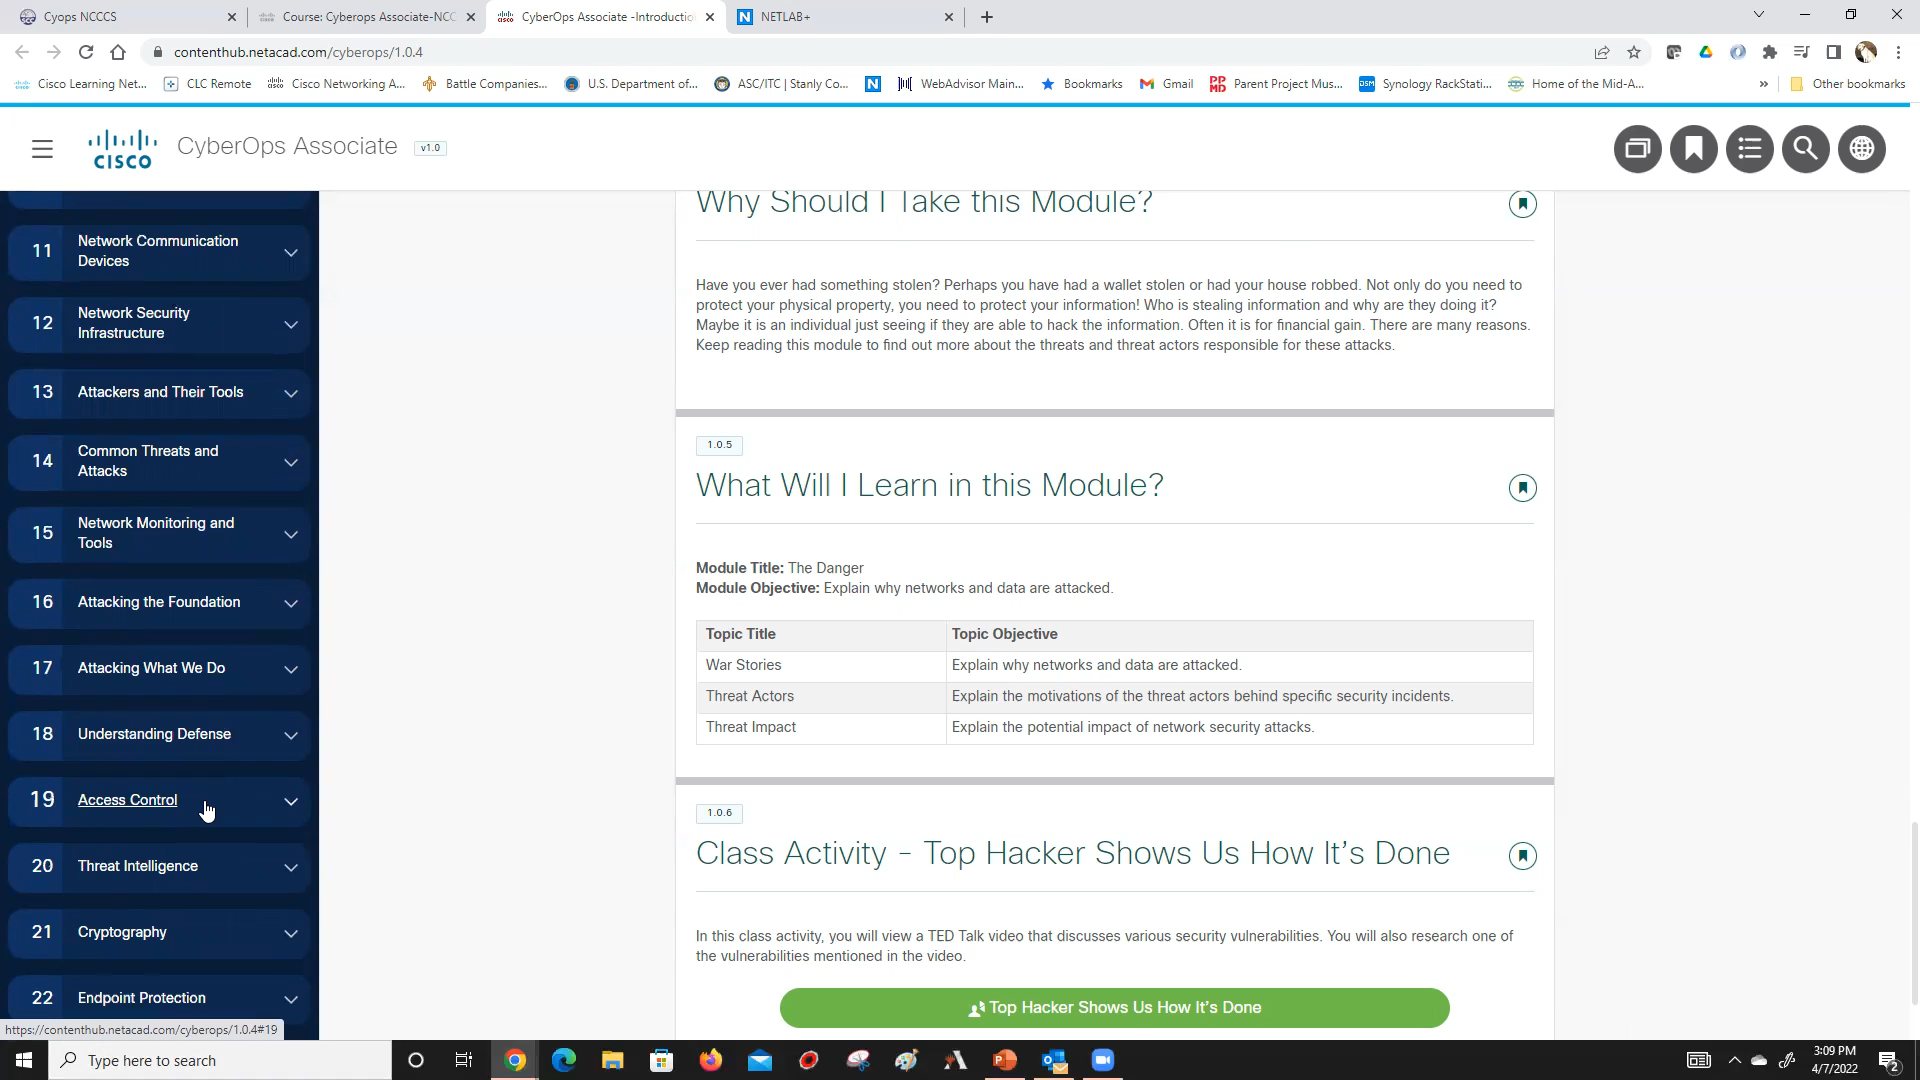 Cyops NCCCS
Course: Cyberops Associate-NCC
CyberOps Associate -Introductio
NETLAB+
contenthub.netacad.com/cyberops/1.0.4
Cisco Learning Net...
CLC Remote
Cisco Networking A...
Battle Companies...
U.S. Department of...
ASC/ITC | Stanly Co...
WebAdvisor Main...
Bookmarks
Gmail
Parent Project Mus...
Synology RackStati...
Home of the Mid-A...
»
Other bookmarks
CISCO
CyberOps Associate
v1.0
11 Network Communication
Devices
12 Network Security
Infrastructure
13 Attackers and Their Tools
14 Common Threats and
Attacks
15 Network Monitoring and
Tools
16 Attacking the Foundation
17 Attacking What We Do
18 Understanding Defense
19 Access Control
20 Threat Intelligence
21 Cryptography
22 Endpoint Protection
https://contenthub.netacad.com/cyberops/1.0.4#19
Why Should I Take this Module?
Have you ever had something stolen? Perhaps you have had a wallet stolen or had your house robbed. Not only do you need to
protect your physical property, you need to protect your information! Who is stealing information and why are they doing it?
Maybe it is an individual just seeing if they are able to hack the information. Often it is for financial gain. There are many reasons.
Keep reading this module to find out more about the threats and threat actors responsible for these attacks.
1.0.5
What Will I Learn in this Module?
Module Title: The Danger
Module Objective: Explain why networks and data are attacked.
Topic Title Topic Objective
War Stories Explain why networks and data are attacked.
Threat Actors Explain the motivations of the threat actors behind specific security incidents.
Threat Impact Explain the potential impact of network security attacks.
1.0.6
Class Activity - Top Hacker Shows Us How It's Done
In this class activity, you will view a TED Talk video that discusses various security vulnerabilities. You will also research one of
the vulnerabilities mentioned in the video.
Top Hacker Shows Us How It's Done
Type here to search
3:09 PM
4/7/2022
2